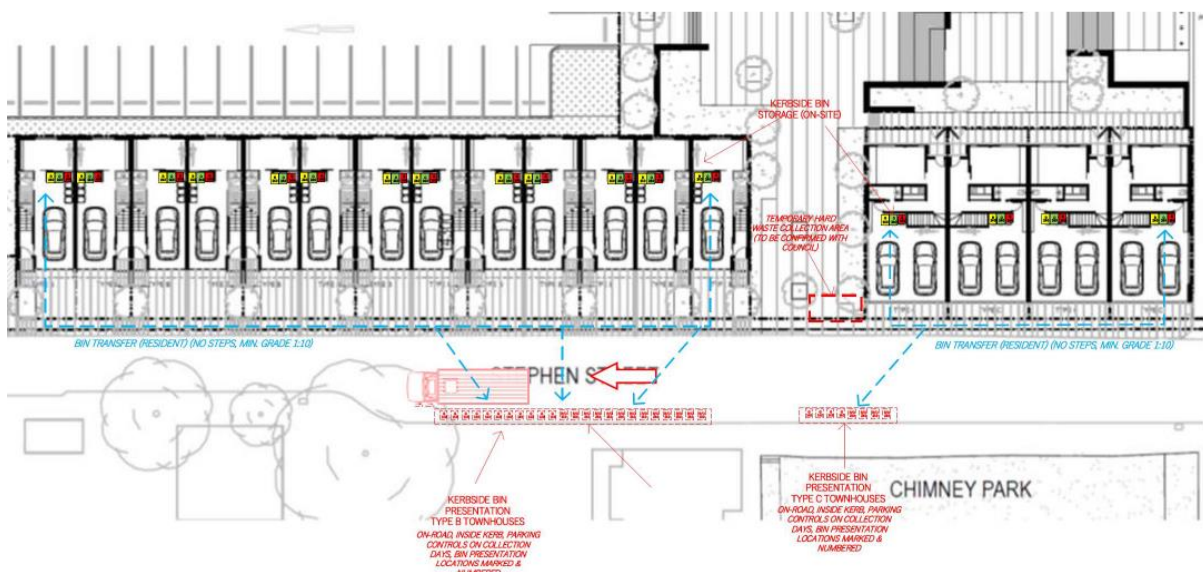 KERBSIDE BIN
STORAGE (ON-SITE)
TEMPORARY HARD
WASTE COLLECTION AREA
(TO BE CONFIRMED WITH
COUNCIL)
BIN TRANSFER (RESIDENT) (NO STEPS, MIN. GRADE 1:10)
BIN TRANSFER (RESIDENT) (NO STEPS, MIN. GRADE 1:10)
STEPHEN STREET
KERBSIDE BIN
PRESENTATION
TYPE B TOWNHOUSES
ON-ROAD, INSIDE KERB, PARKING
CONTROLS ON COLLECTION
DAYS, BIN PRESENTATION
LOCATIONS MARKED &
NUMBERED
KERBSIDE BIN
PRESENTATION
TYPE C TOWNHOUSES
ON-ROAD, INSIDE KERB, PARKING
CONTROLS ON COLLECTION
DAYS, BIN PRESENTATION
LOCATIONS MARKED &
NUMBERED
CHIMNEY PARK